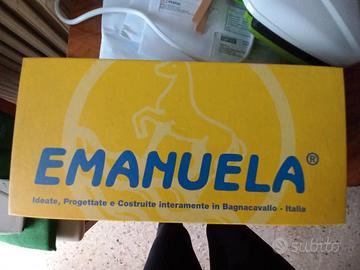 EMANUELA®
Ideate, Progettate e Costruite interamente in Bagnacavallo - Italia
subito